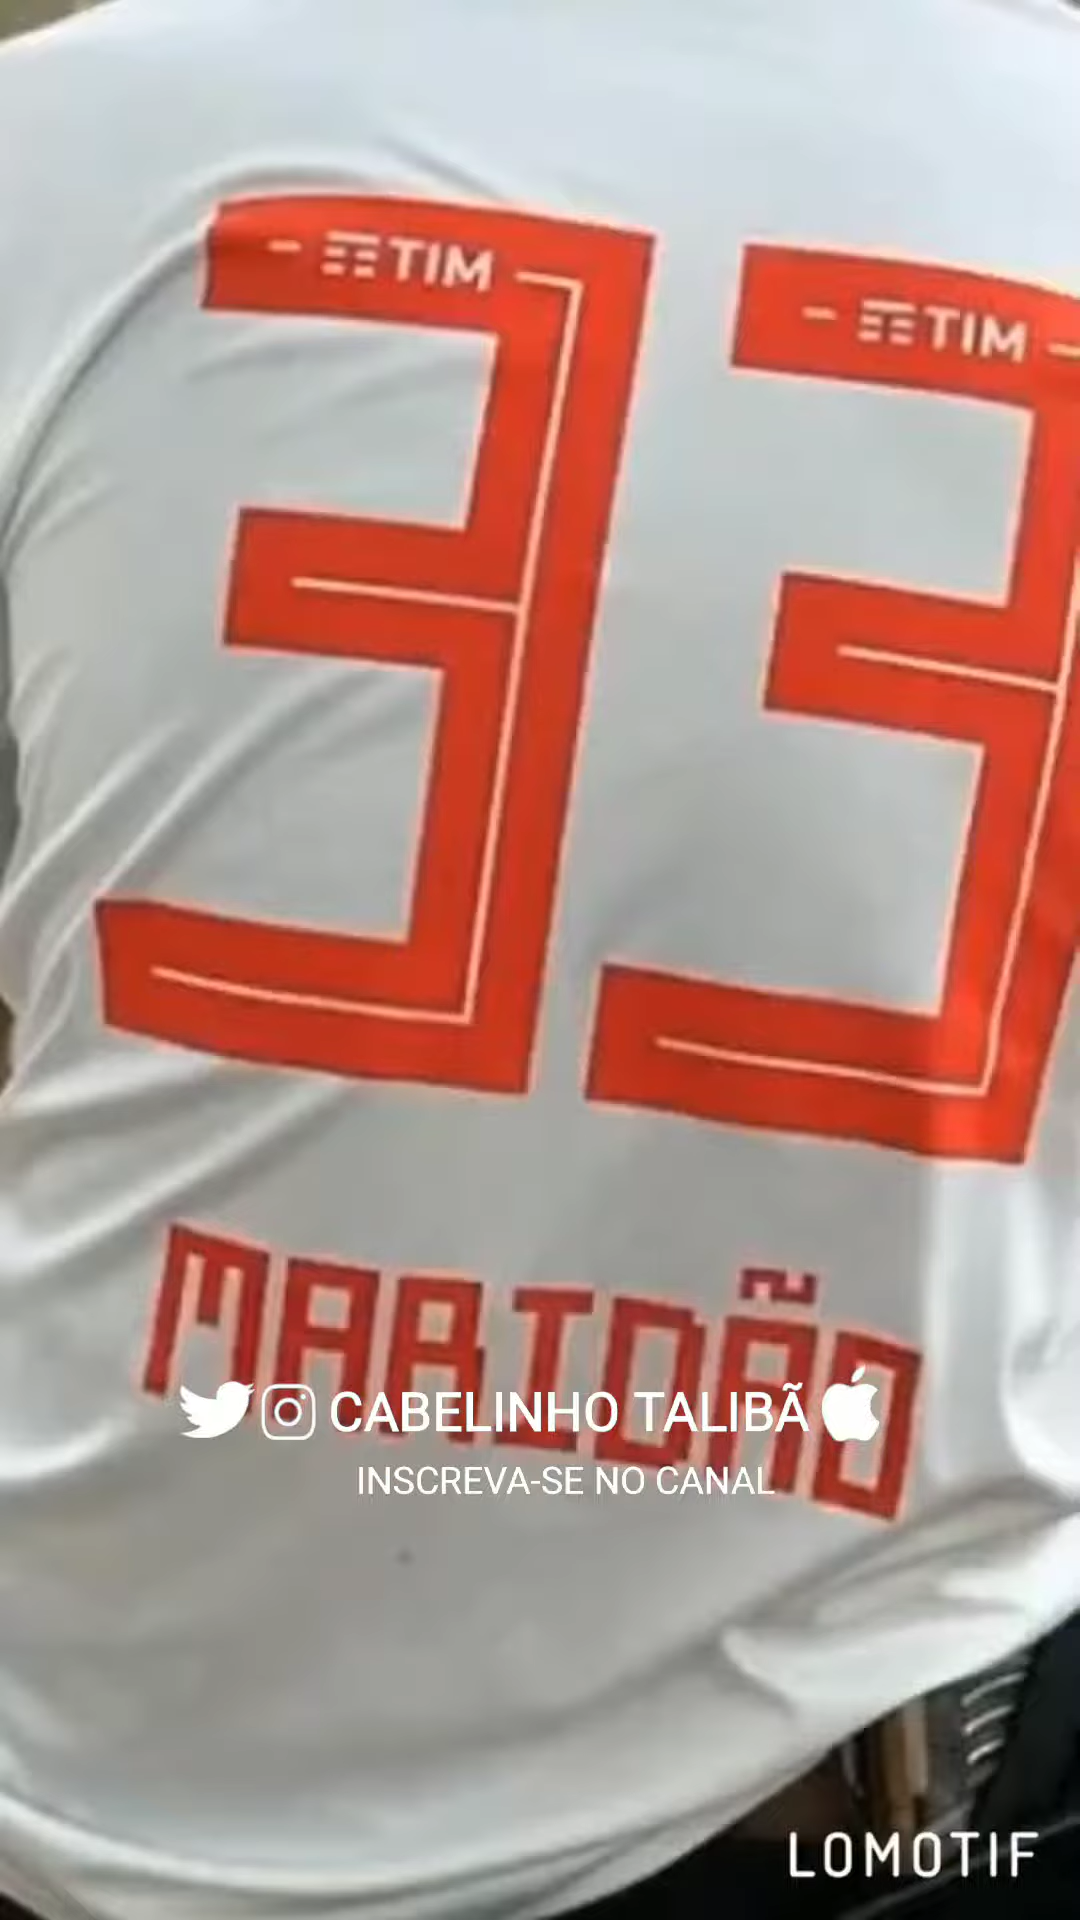 TIM
TIM
33
MARIDÃO
CABELINHO TALIBÃ
INSCREVA-SE NO CANAL
LOMOTIF